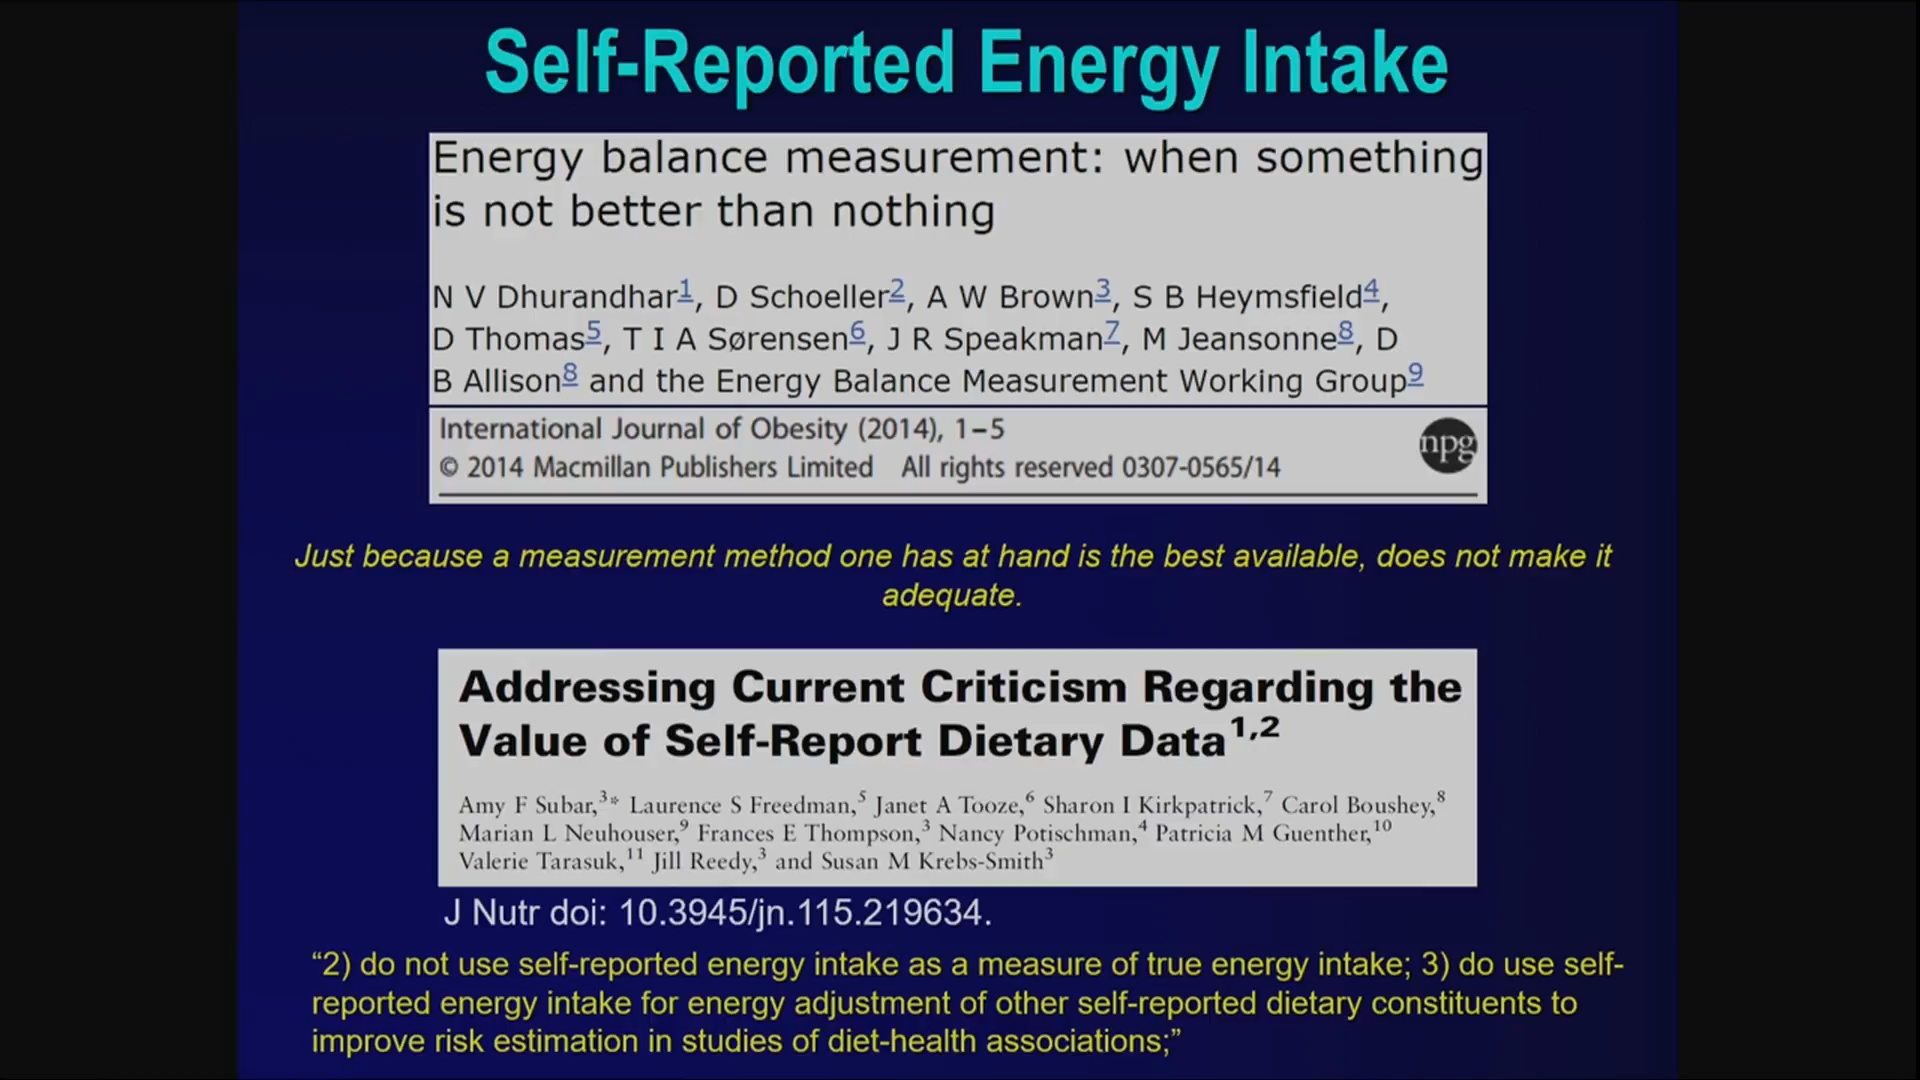 Self-Reported Energy Intake
Energy balance measurement: when something
is not better than nothing
N V Dhurandhar1, D Schoeller2, A W Brown3, S B Heymsfield4,
D Thomas5, T I A Sørensen6, J R Speakman7, M Jeansonne8, D
B Allison8 and the Energy Balance Measurement Working Group9
International Journal of Obesity (2014), 1–5
© 2014 Macmillan Publishers Limited All rights reserved 0307-0565/14
npg
Just because a measurement method one has at hand is the best available, does not make it
adequate.
Addressing Current Criticism Regarding the
Value of Self-Report Dietary Data1,2
Amy F Subar,3* Laurence S Freedman,5 Janet A Tooze,6 Sharon I Kirkpatrick,7 Carol Boushey,8
Marian L Neuhouser,9 Frances E Thompson,3 Nancy Potischman,4 Patricia M Guenther,10
Valerie Tarasuk,11 Jill Reedy,3 and Susan M Krebs-Smith3
J Nutr doi: 10.3945/jn.115.219634.
“2) do not use self-reported energy intake as a measure of true energy intake; 3) do use self-
reported energy intake for energy adjustment of other self-reported dietary constituents to
improve risk estimation in studies of diet-health associations;”